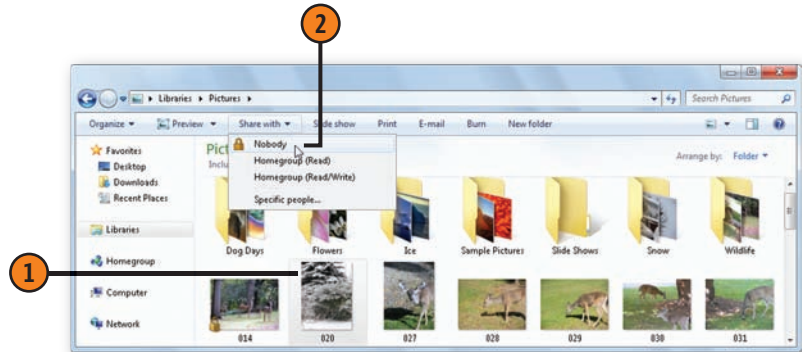 2
Libraries ▸ Pictures ▸
Search Pictures
Organize Preview Share with Slide show Print E-mail Burn New folder
Favorites
Desktop
Downloads
Recent Places
Libraries
Homegroup
Computer
Network
Nobody
Homegroup (Read)
Homegroup (Read/Write)
Specific people...
Pict
Inclu
Arrange by: Folder
Dog Days Flowers Ice Sample Pictures Slide Shows Snow Wildlife
1
014 020 027 028 029 030 031